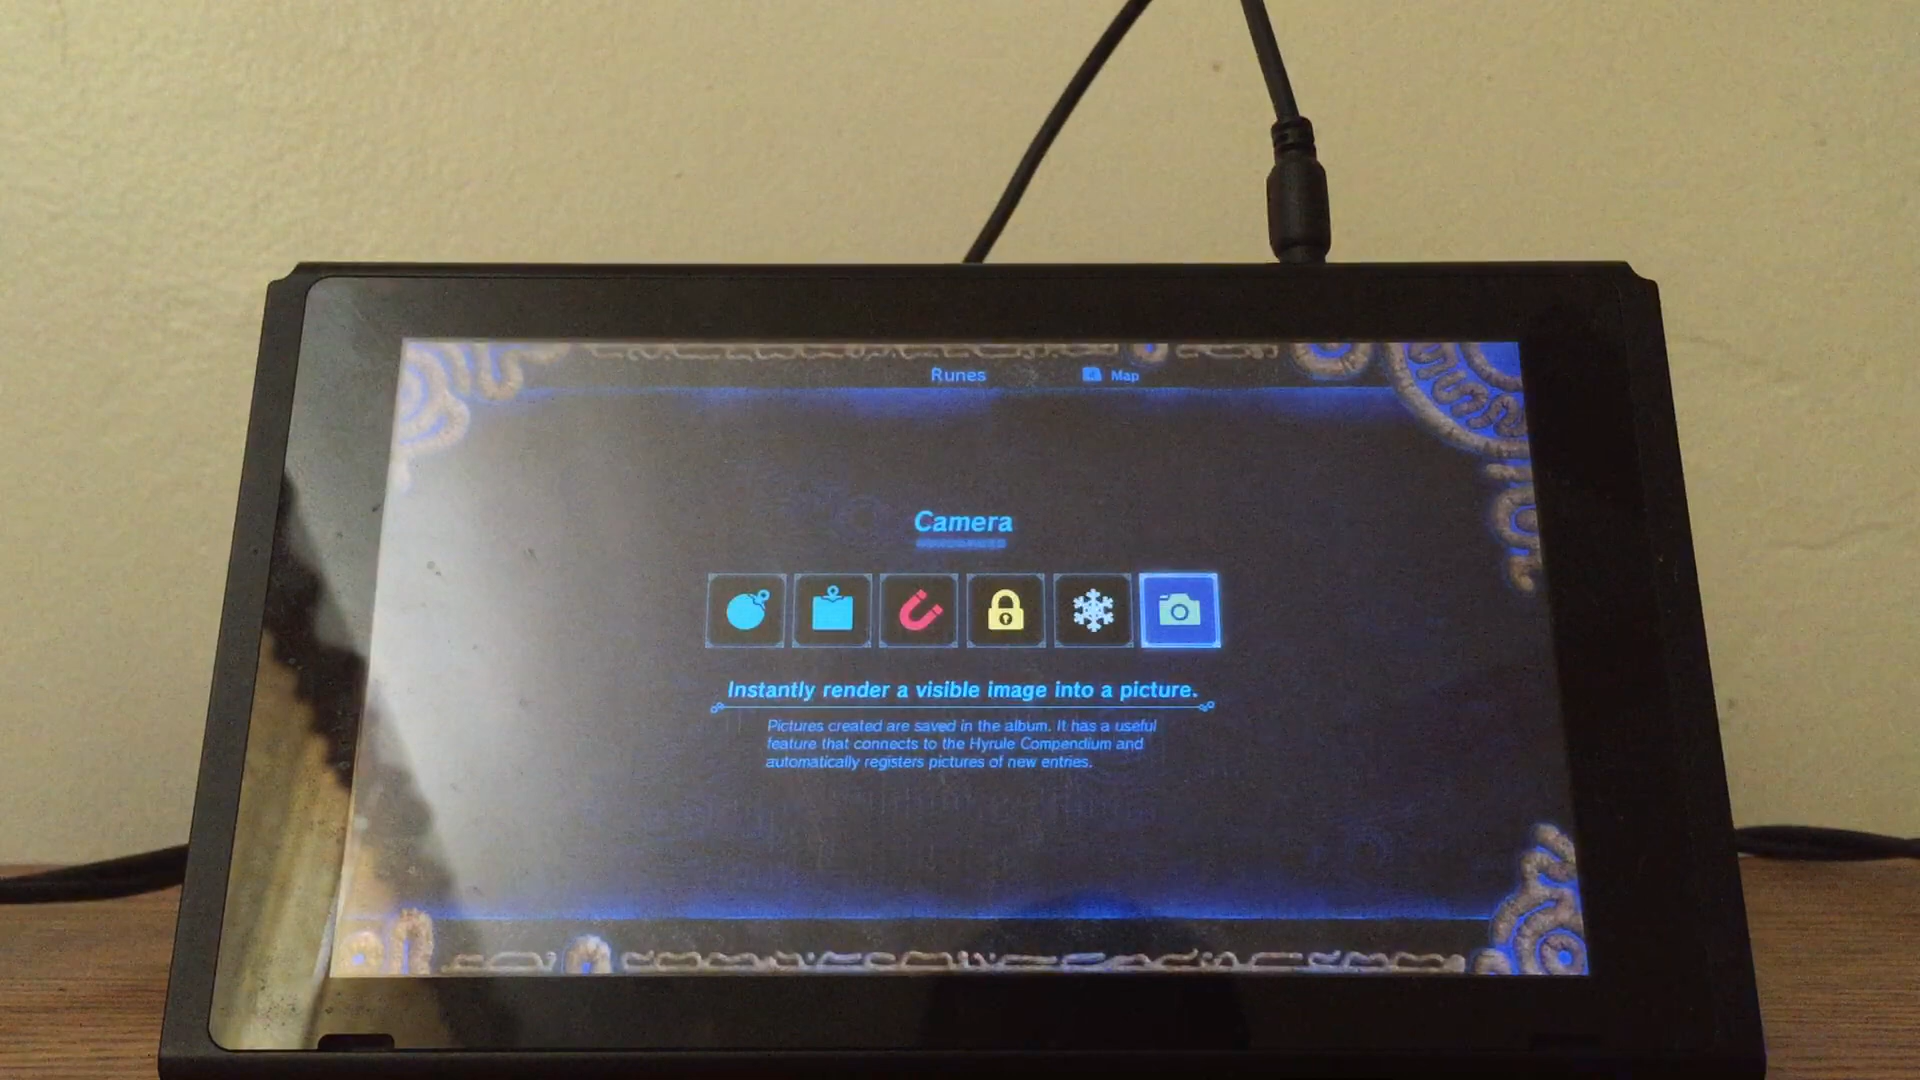 Runes
Map
Camera
Instantly render a visible image into a picture.
Pictures created are saved in the album. It has a useful
feature that connects to the Hyrule Compendium and
automatically registers pictures of new entries.